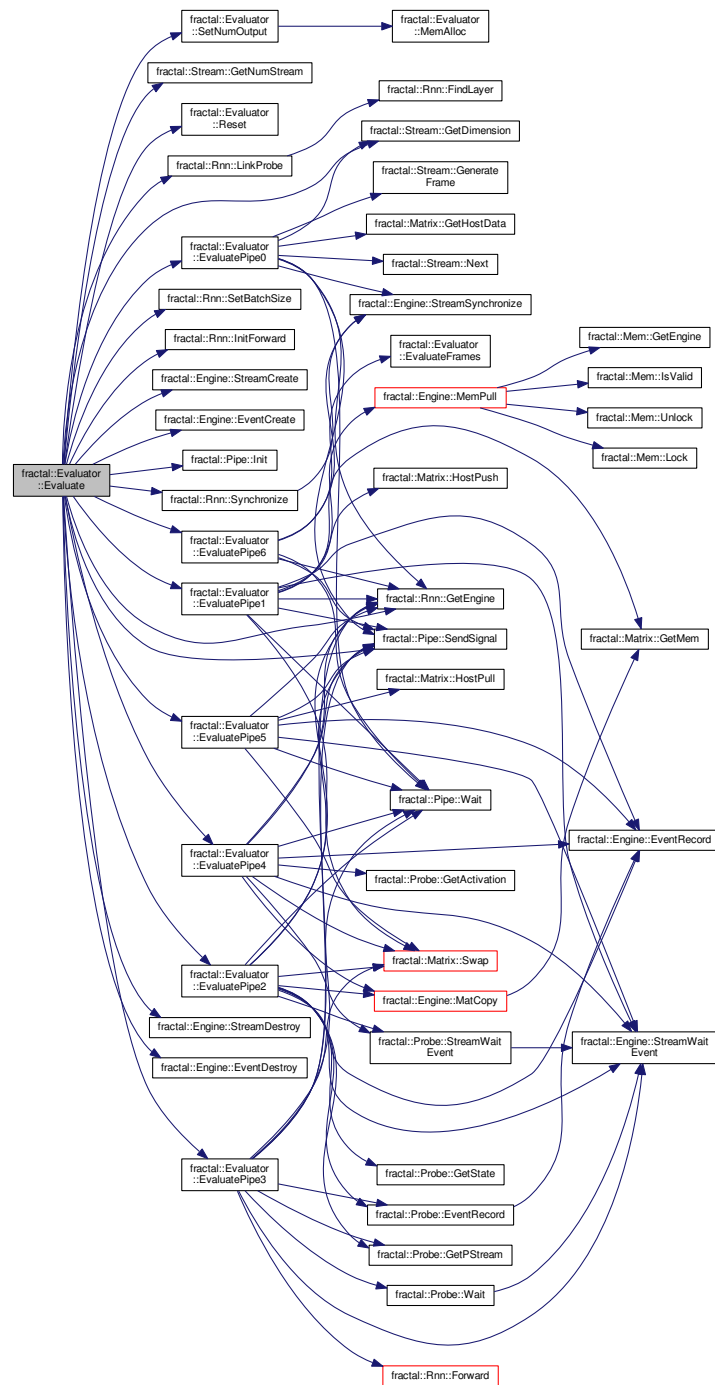 fractal::Evaluator
::SetNumOutput
fractal::Evaluator
::MemAlloc
fractal::Stream::GetNumStream
fractal::Rnn::FindLayer
fractal::Evaluator
::Reset
fractal::Stream::GetDimension
fractal::Rnn::LinkProbe
fractal::Stream::Generate
Frame
fractal::Matrix::GetHostData
fractal::Evaluator
::EvaluatePipe0
fractal::Stream::Next
fractal::Rnn::SetBatchSize
fractal::Engine::StreamSynchronize
fractal::Rnn::InitForward
fractal::Evaluator
::EvaluateFrames
fractal::Mem::GetEngine
fractal::Engine::StreamCreate
fractal::Mem::IsValid
fractal::Engine::MemPull
fractal::Engine::EventCreate
fractal::Mem::Unlock
fractal::Pipe::Init
fractal::Mem::Lock
fractal::Evaluator
::Evaluate
fractal::Matrix::HostPush
fractal::Rnn::Synchronize
fractal::Evaluator
::EvaluatePipe6
fractal::Evaluator
::EvaluatePipe1
fractal::Rnn::GetEngine
fractal::Pipe::SendSignal
fractal::Matrix::GetMem
fractal::Matrix::HostPull
fractal::Evaluator
::EvaluatePipe5
fractal::Pipe::Wait
fractal::Engine::EventRecord
fractal::Evaluator
::EvaluatePipe4
fractal::Probe::GetActivation
fractal::Matrix::Swap
fractal::Evaluator
::EvaluatePipe2
fractal::Engine::MatCopy
fractal::Engine::StreamDestroy
fractal::Probe::StreamWait
Event
fractal::Engine::StreamWait
Event
fractal::Engine::EventDestroy
fractal::Evaluator
::EvaluatePipe3
fractal::Probe::GetState
fractal::Probe::EventRecord
fractal::Probe::GetPStream
fractal::Probe::Wait
fractal::Rnn::Forward